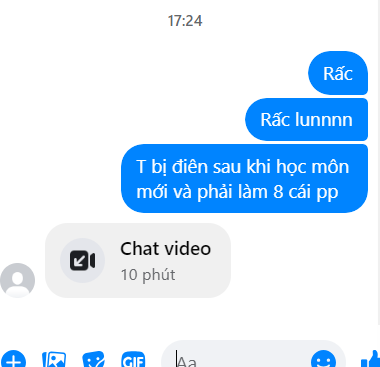 17:24
Rấc
Rấc lunnnn
T bị điên sau khi học môn
mới và phải làm 8 cái pp
Chat video
10 phút
GIF
Aa